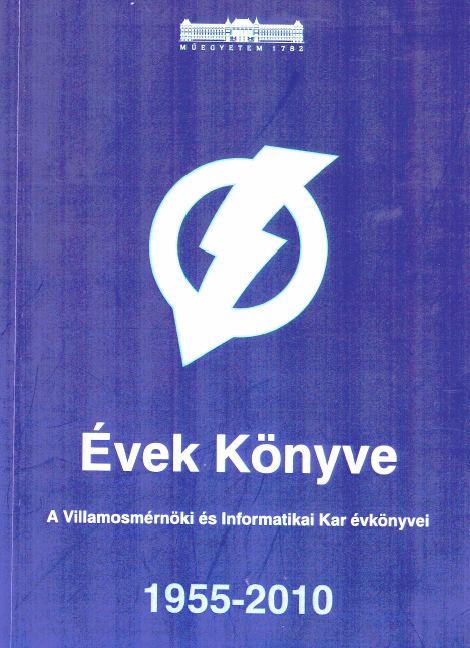 MŰEGYETEM 1782
Évek Könyve
A Villamosmérnöki és Informatikai Kar évkönyvei
1955-2010